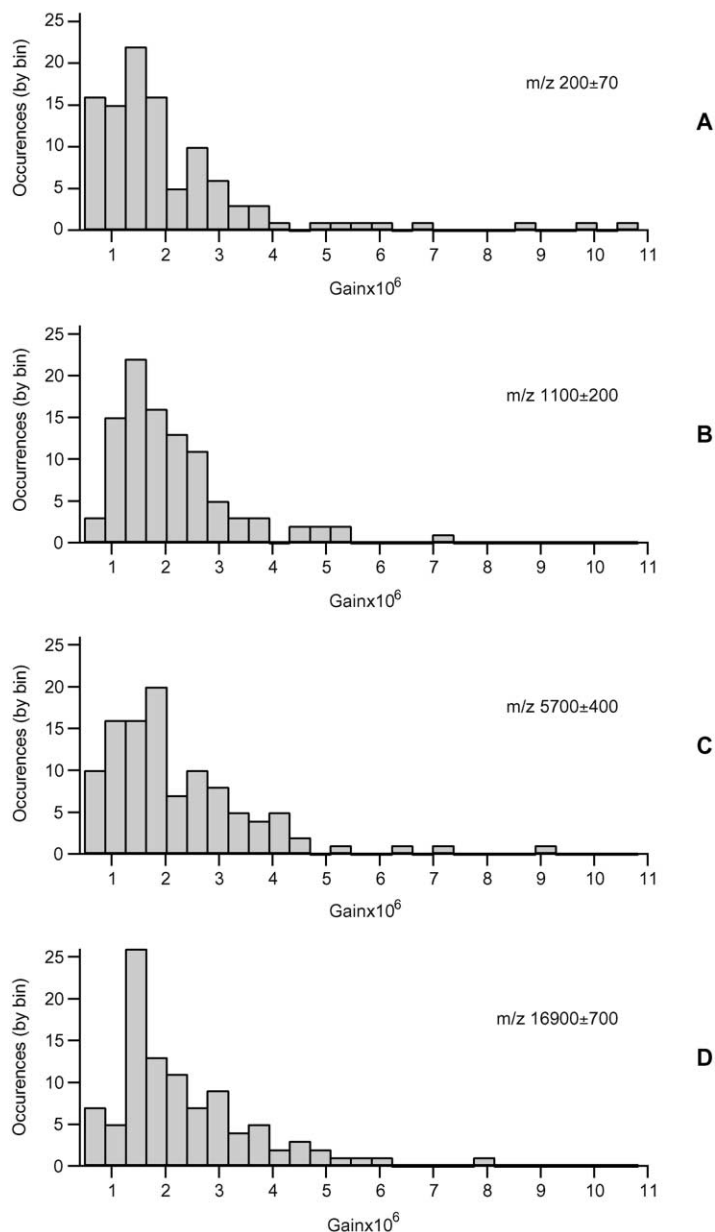 25
20
15
10
5
0
Occurences (by bin)
m/z 200±70
A
1 2 3 4 5 6 7 8 9 10 11
Gainx10⁶
25
20
15
10
5
0
Occurrences (by bin)
m/z 1100±200
B
1 2 3 4 5 6 7 8 9 10 11
Gainx10⁶
25
20
15
10
5
0
Occurences (by bin)
m/z 5700±400
C
1 2 3 4 5 6 7 8 9 10 11
Gainx10⁶
25
20
15
10
5
0
Occurences (by bin)
m/z 16900±700
D
1 2 3 4 5 6 7 8 9 10 11
Gainx10⁶